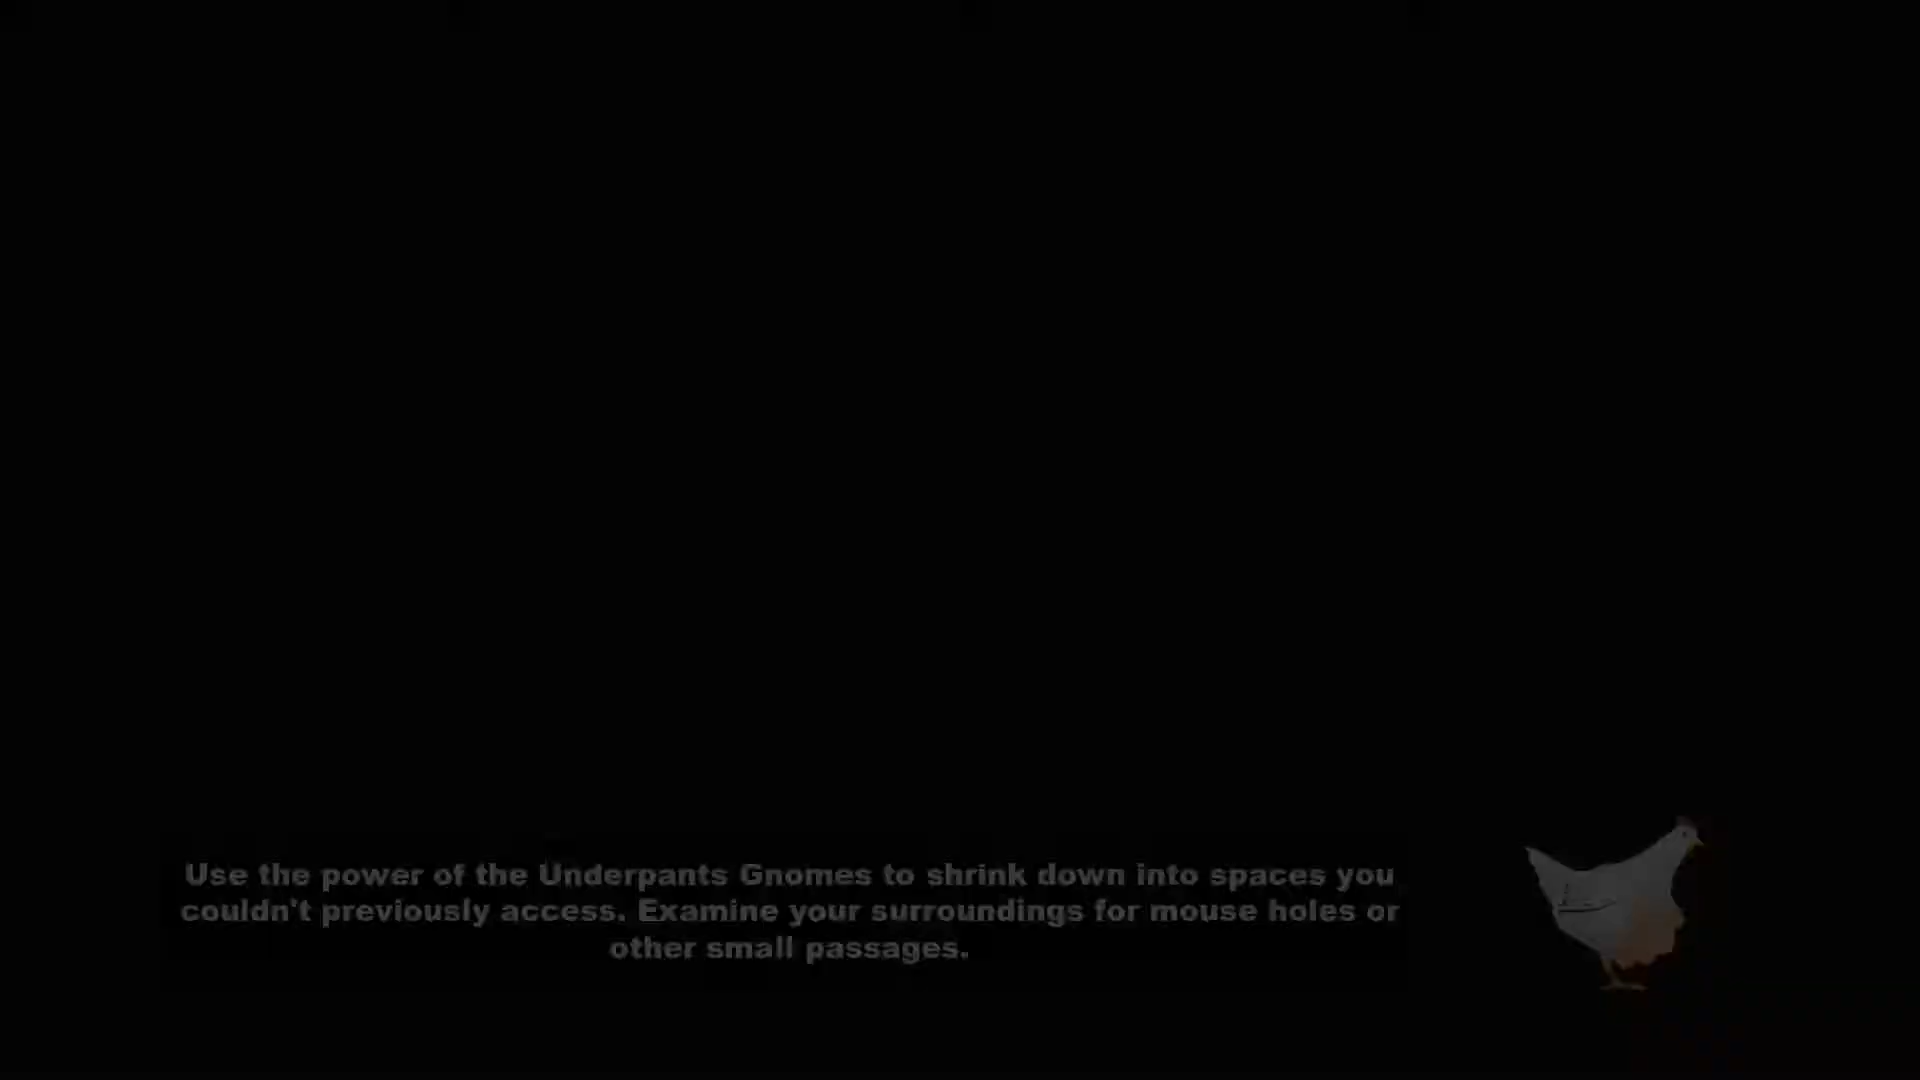 Use the power of the Underpants Gnomes to shrink down into spaces you
couldn't previously access. Examine your surroundings for mouse holes or
other small passages.